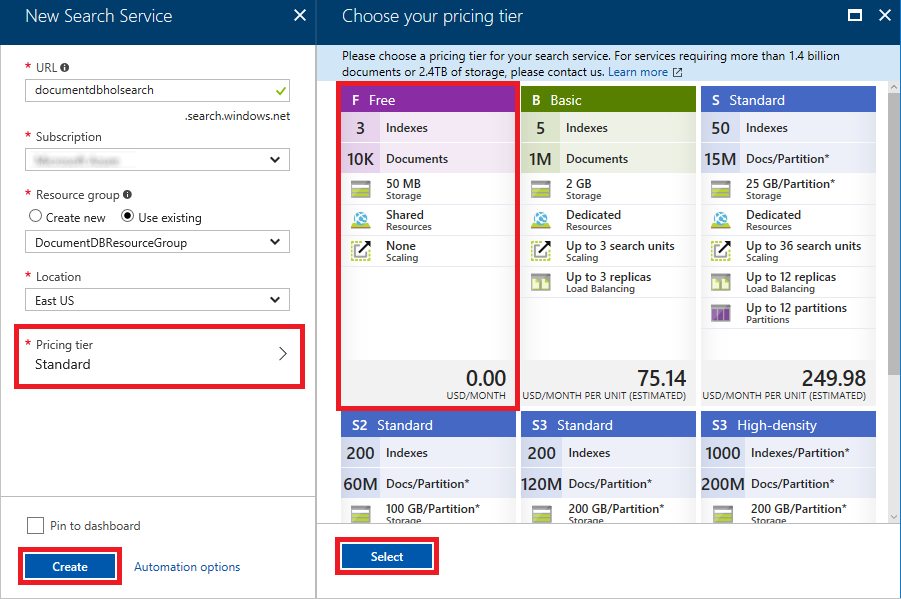 New Search Service
* URL
documentdbholsearch
.search.windows.net
* Subscription
* Resource group
Create new Use existing
DocumentDBResourceGroup
* Location
East US
* Pricing tier
Standard
Pin to dashboard
Create Automation options
Choose your pricing tier
Please choose a pricing tier for your search service. For services requiring more than 1.4 billion
documents or 2.4TB of storage, please contact us. Learn more
F Free
3 Indexes
10K Documents
50 MB
Storage
Shared
Resources
None
Scaling
0.00
USD/MONTH
B Basic
5 Indexes
1M Documents
2 GB
Storage
Dedicated
Resources
Up to 3 search units
Scaling
Up to 3 replicas
Load Balancing
75.14
USD/MONTH PER UNIT (ESTIMATED)
S Standard
50 Indexes
15M Docs/Partition*
25 GB/Partition*
Storage
Dedicated
Resources
Up to 36 search units
Scaling
Up to 12 replicas
Load Balancing
Up to 12 partitions
Partitions
249.98
USD/MONTH PER UNIT (ESTIMATED)
S2 Standard
200 Indexes
60M Docs/Partition*
100 GB/Partition*
Storage
S3 Standard
200 Indexes
120M Docs/Partition*
200 GB/Partition*
Storage
S3 High-density
1000 Indexes/Partition*
200M Docs/Partition*
200 GB/Partition*
Storage
Select